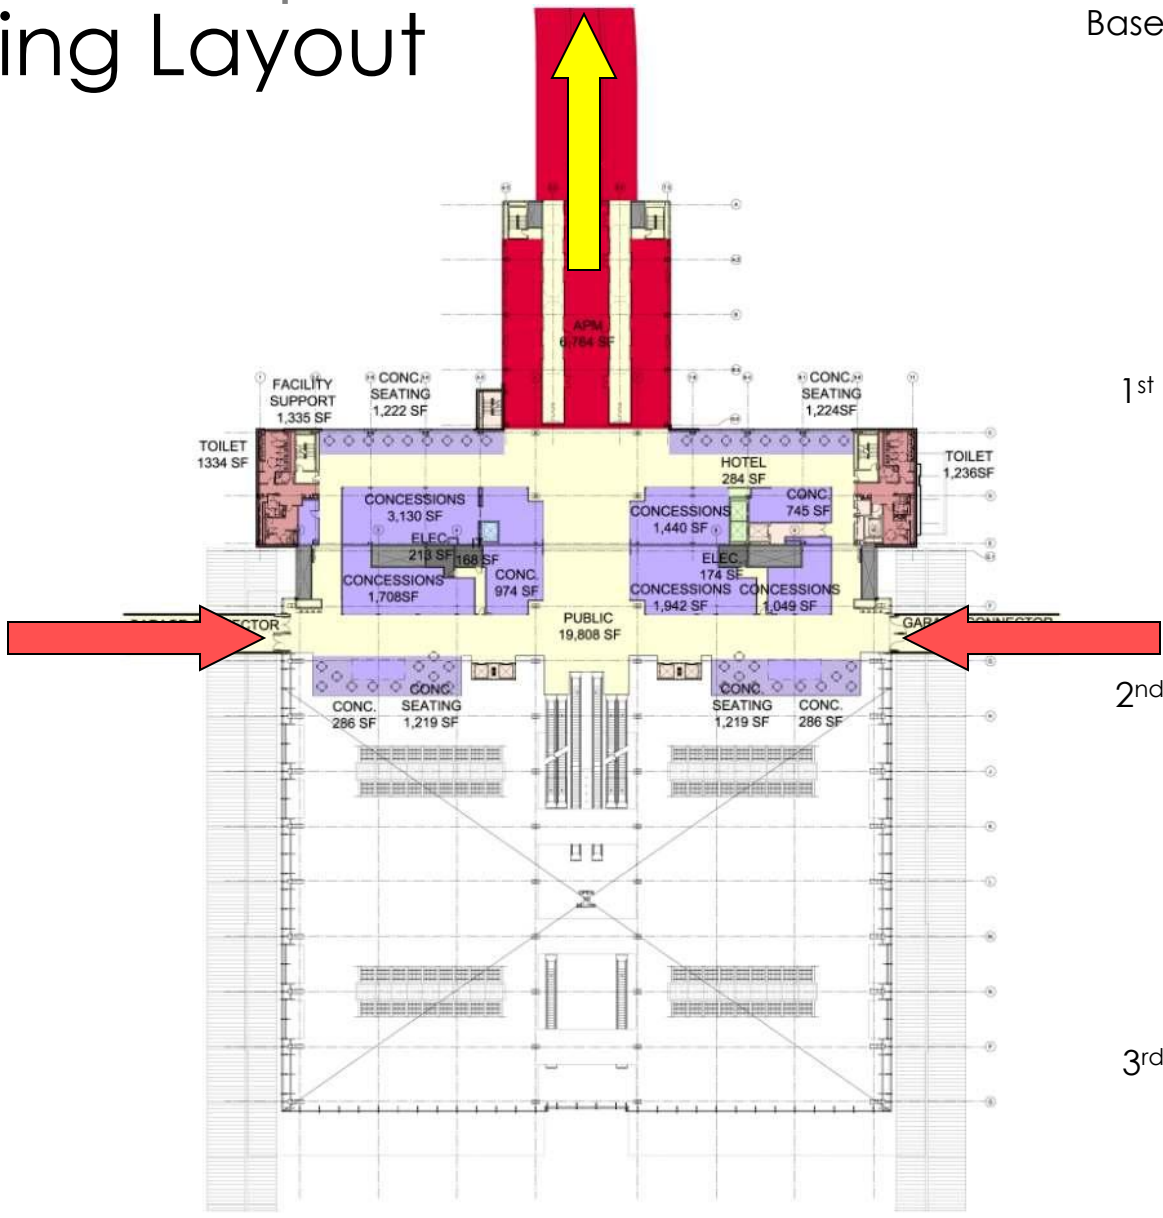 ing Layout
Base
APM
6,764 SF
1st
FACILITY
SUPPORT
1,335 SF
CONC.
SEATING
1,222 SF
CONC.
SEATING
1,224SF
TOILET
1334 SF
HOTEL
284 SF
TOILET
1,236SF
CONCESSIONS
3,130 SF
CONCESSIONS
1,440 SF
CONC.
745 SF
ELEC.
213 SF
168 SF
ELEC.
174 SF
CONCESSIONS
1,708SF
CONC.
974 SF
CONCESSIONS
1,942 SF
CONCESSIONS
1,049 SF
PUBLIC
19,808 SF
2nd
CONC.
286 SF
CONC.
SEATING
1,219 SF
CONC.
SEATING
1,219 SF
CONC.
286 SF
OPEN
3rd